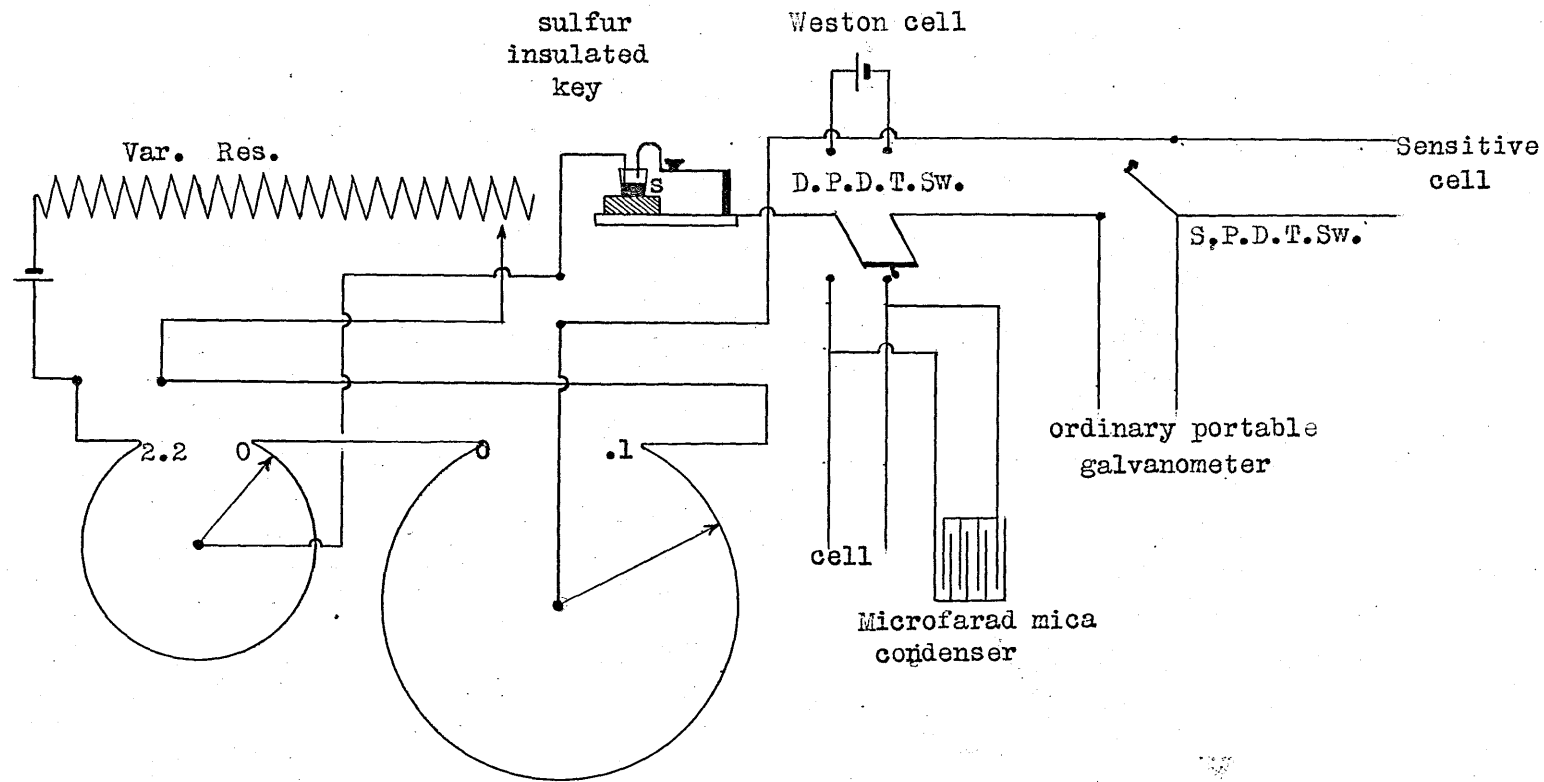 sulfur
insulated
key
Weston cell
Var. Res.
s
D.P.D.T.Sw.
Sensitive
cell
S.P.D.T.Sw.
2.2
0
0
.1
ordinary portable
galvanometer
cell
Microfarad mica
condenser